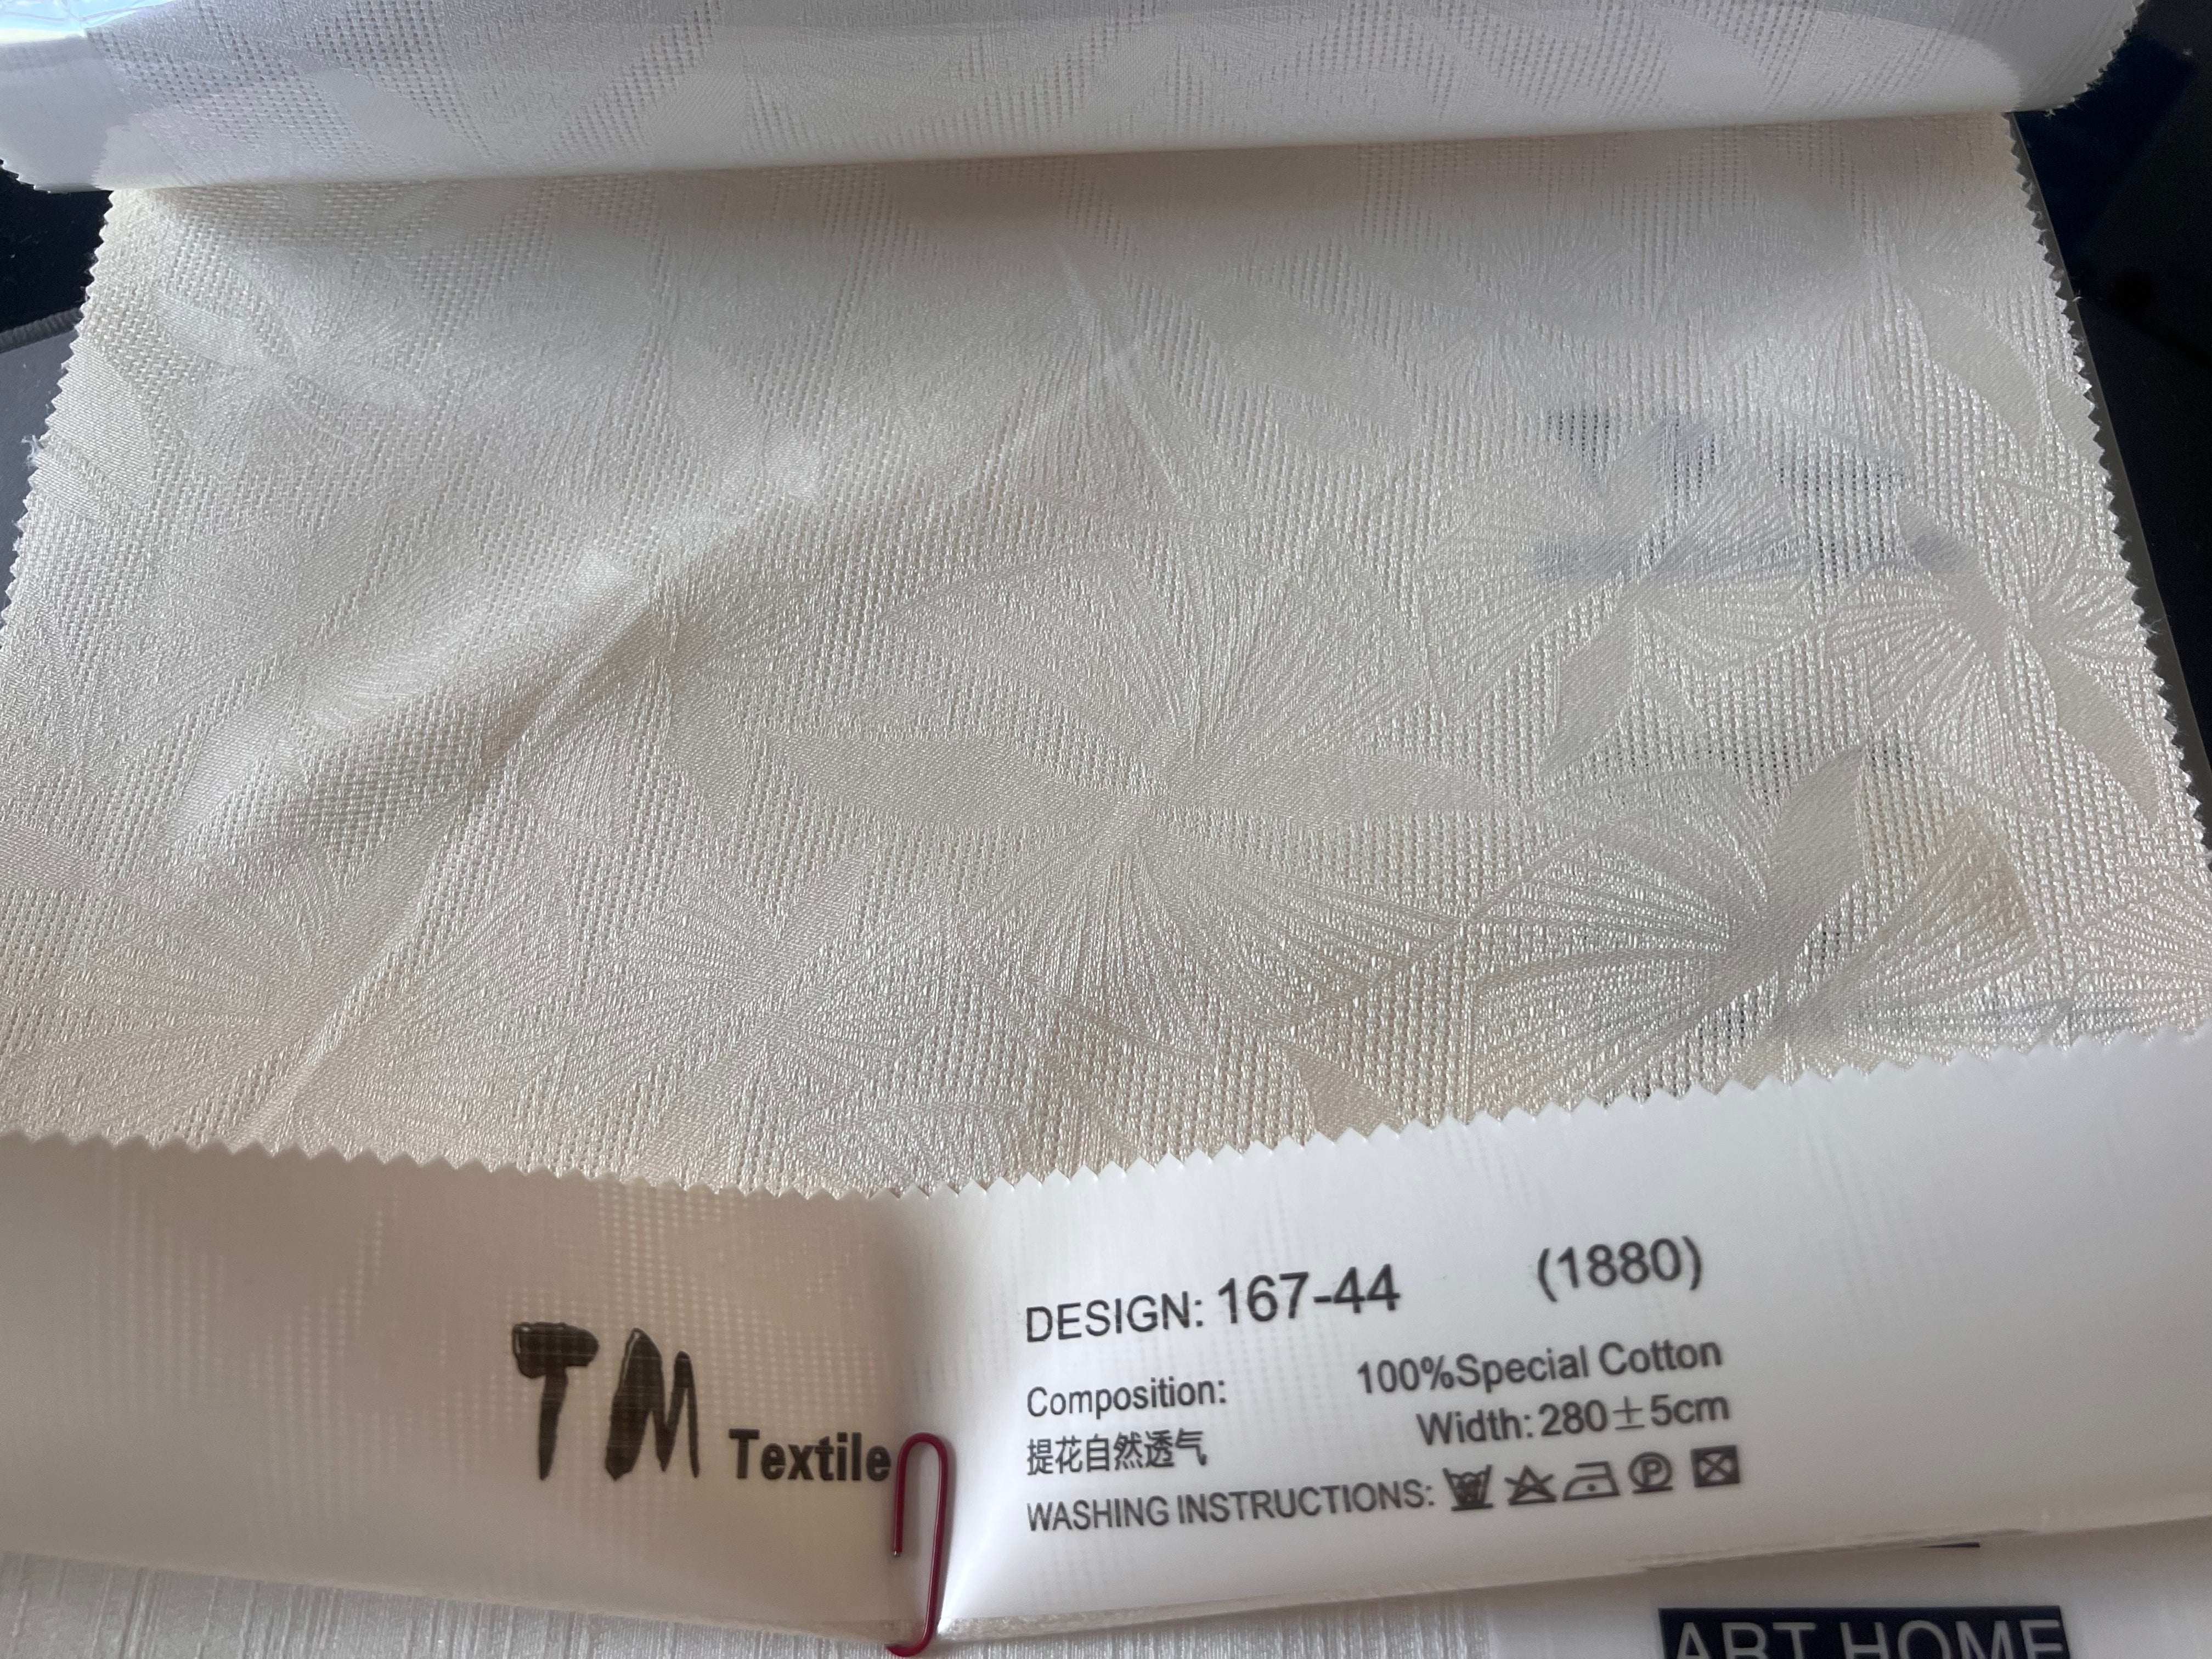 TM Textile
DESIGN: 167-44 (1880)
Composition: 100%Special Cotton
提花自然透气 Width: 280±5cm
WASHING INSTRUCTIONS:
ART HOME